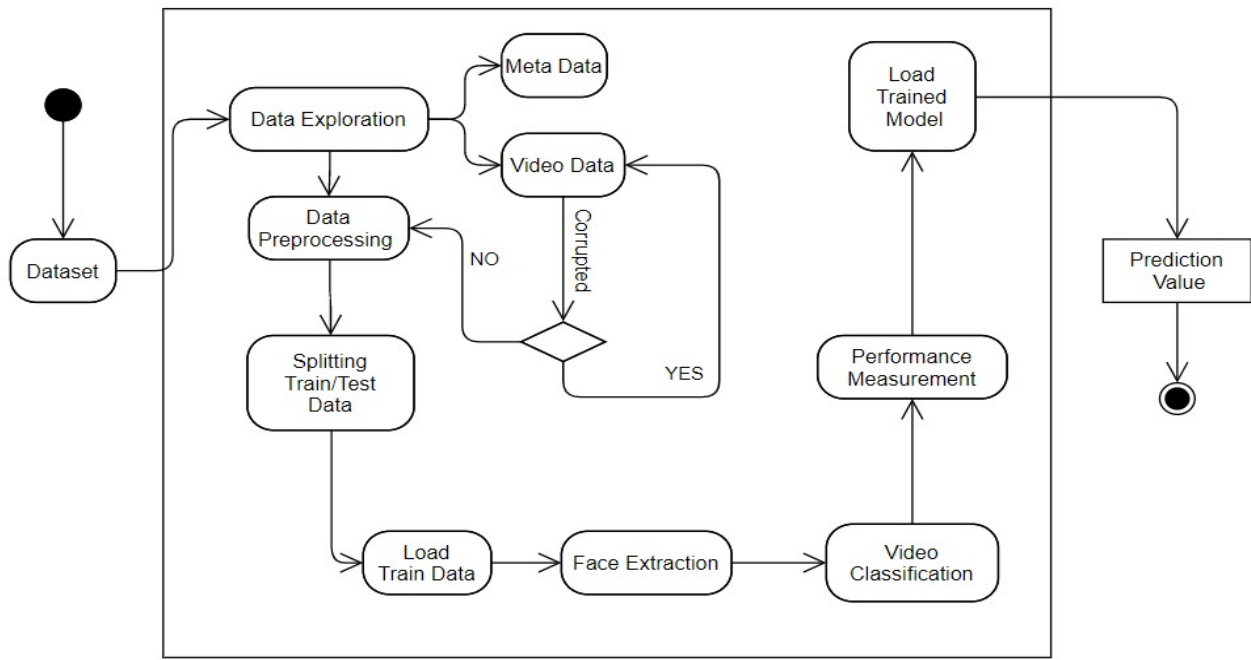 Meta Data
Load
Trained
Model
Data Exploration
Video Data
Data
Preprocessing
Corrupted
NO
Dataset
Prediction
Value
Splitting
Train/Test
Data
YES
Performance
Measurement
Load
Train Data
Face Extraction
Video
Classification